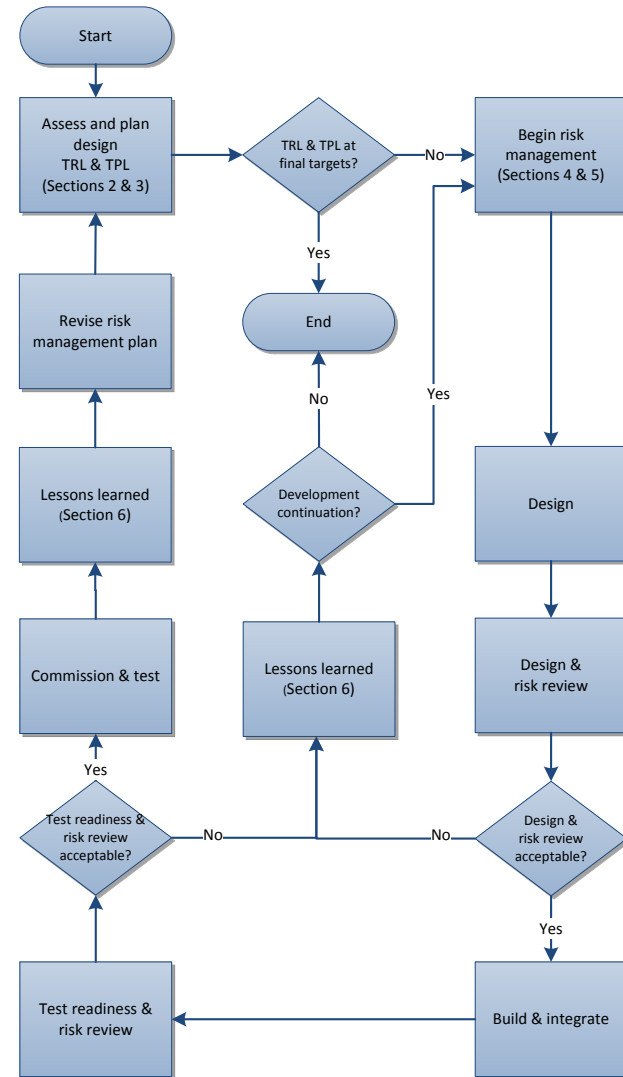 Start
Assess and plan
design
TRL & TPL
(Sections 2 & 3)
TRL & TPL at
final targets?
No
Begin risk
management
(Sections 4 & 5)
Yes
Revise risk
management plan
End
No
Yes
Lessons learned
(Section 6)
Development
continuation?
Design
Commission & test
Lessons learned
(Section 6)
Design &
risk review
Yes
Test readiness &
risk review
acceptable?
No
No
Design &
risk review
acceptable?
Yes
Test readiness &
risk review
Build & integrate